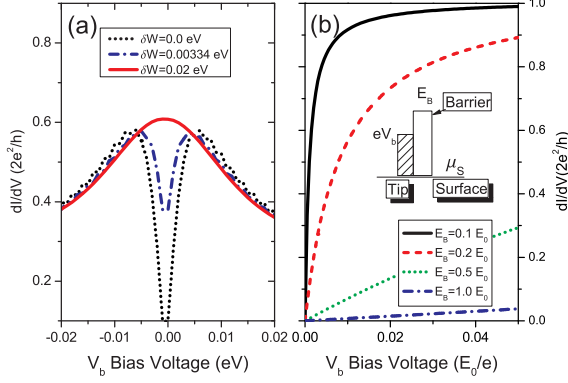 (a)
δW=0.0 eV
δW=0.00334 eV
δW=0.02 eV
dI/dV (2e²/h)
0.8
0.6
0.4
0.2
-0.02 -0.01 0.00 0.01 0.02
V_b Bias Voltage (eV)
(b)
E_B
Barrier
eV_b
μ_S
Tip
Surface
E_B=0.1 E_0
E_B=0.2 E_0
E_B=0.5 E_0
E_B=1.0 E_0
1.0
0.8
0.6
0.4
0.2
0.0
dI/dV (2e²/h)
0.00 0.02 0.04
V_b Bias Voltage (E_0/e)